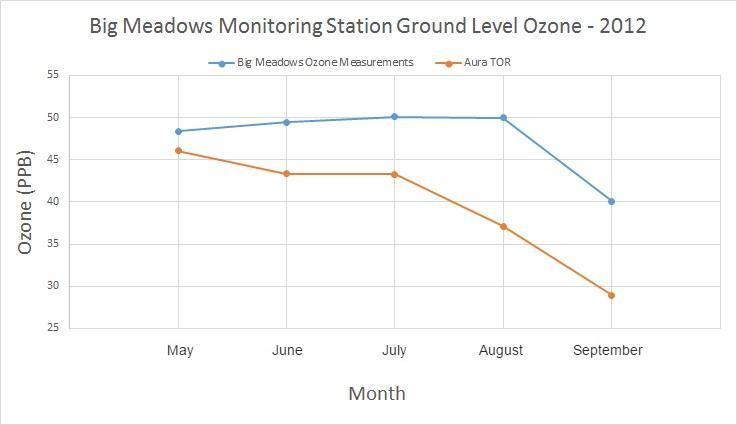 Big Meadows Monitoring Station Ground Level Ozone - 2012
Big Meadows Ozone Measurements Aura TOR
55
50
45
40
35
30
25
Ozone (PPB)
May June July August September
Month